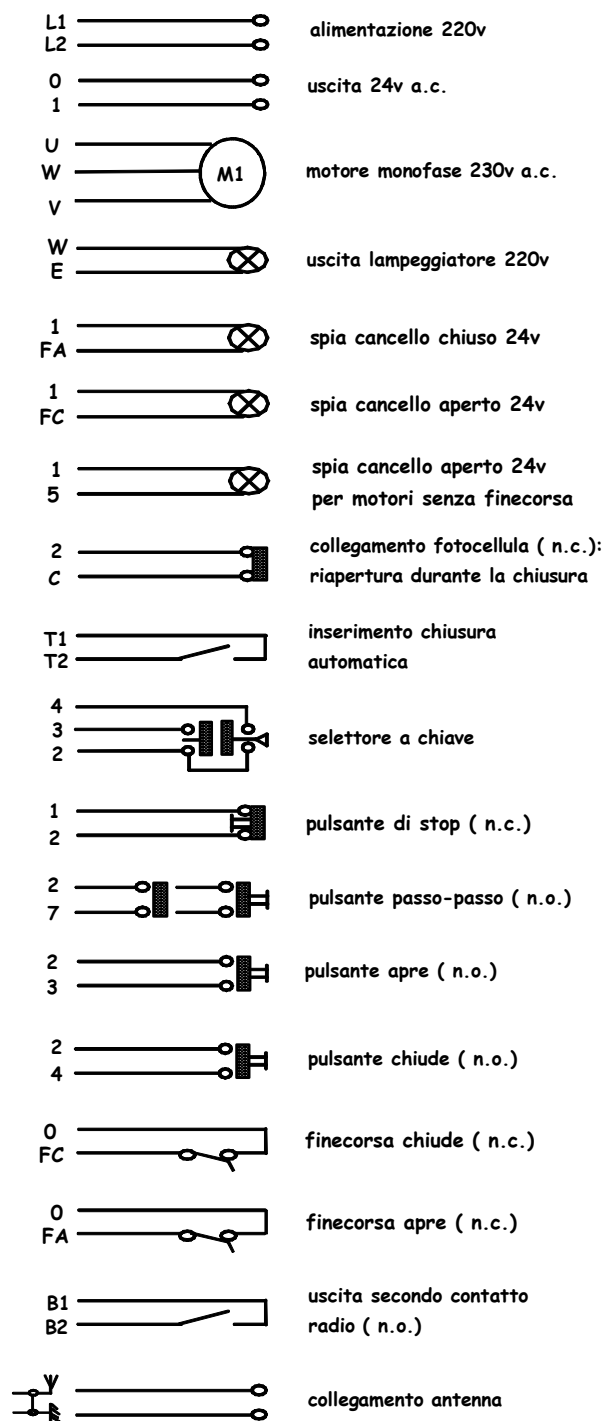 L1
L2
alimentazione 220v
0
1
uscita 24v a.c.
U
W
V
M1
motore monofase 230v a.c.
W
E
uscita lampeggiatore 220v
1
FA
spia cancello chiuso 24v
1
FC
spia cancello aperto 24v
1
5
spia cancello aperto 24v
per motori senza finecorsa
2
C
collegamento fotocellula ( n.c.):
riapertura durante la chiusura
T1
T2
inserimento chiusura
automatica
4
3
2
selettore a chiave
1
2
pulsante di stop ( n.c.)
2
7
pulsante passo-passo ( n.o.)
2
3
pulsante apre ( n.o.)
2
4
pulsante chiude ( n.o.)
0
FC
finecorsa chiude ( n.c.)
0
FA
finecorsa apre ( n.c.)
B1
B2
uscita secondo contatto
radio ( n.o.)
collegamento antenna